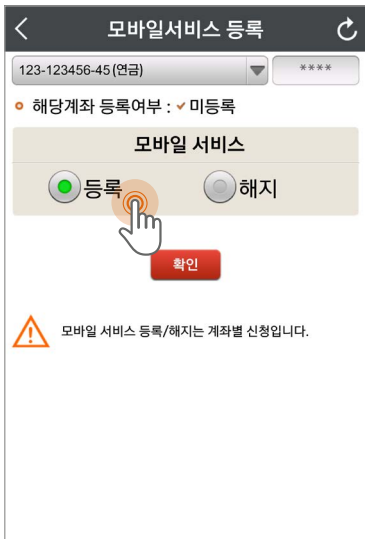 모바일서비스 등록
123-123456-45 (연금)
****
해당계좌 등록여부 : 미등록
모바일 서비스
등록 해지
확인
모바일 서비스 등록/해지는 계좌별 신청입니다.